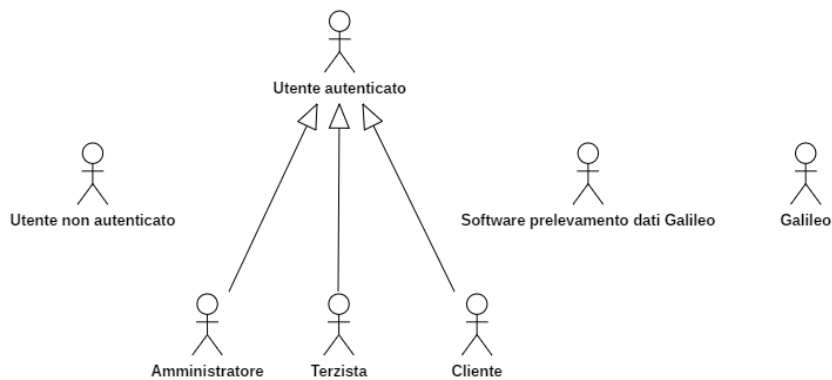 Utente autenticato
Utente non autenticato
Software prelevamento dati Galileo
Galileo
Amministratore
Terzista
Cliente